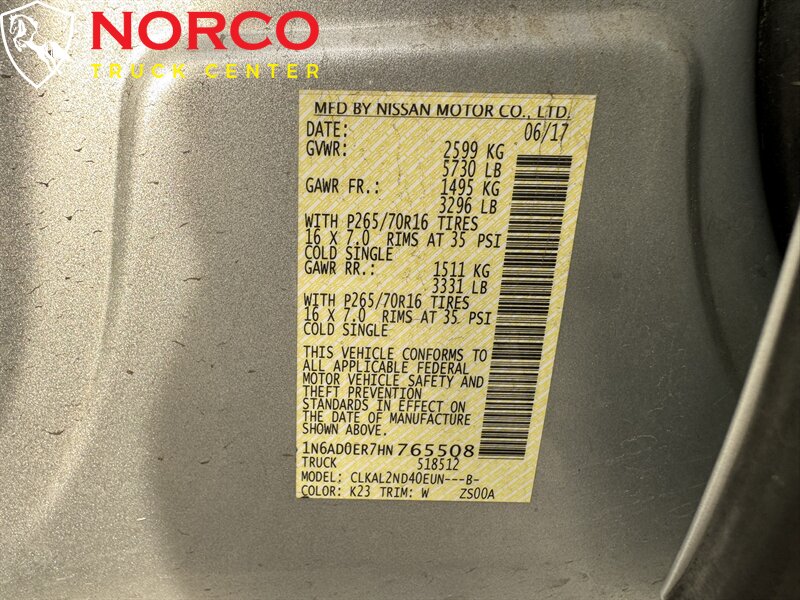 NORCO
TRUCK CENTER
MFD BY NISSAN MOTOR CO., LTD.
DATE: 06/17
GVWR: 2599 KG
5730 LB
GAWR FR.: 1495 KG
3296 LB
WITH P265/70R16 TIRES
16 X 7.0 RIMS AT 35 PSI
COLD SINGLE
GAWR RR.: 1511 KG
3331 LB
WITH P265/70R16 TIRES
16 X 7.0 RIMS AT 35 PSI
COLD SINGLE
THIS VEHICLE CONFORMS TO
ALL APPLICABLE FEDERAL
MOTOR VEHICLE SAFETY AND
THEFT PREVENTION
STANDARDS IN EFFECT ON
THE DATE OF MANUFACTURE
SHOWN ABOVE.
1N6AD0ER7HN765508
TRUCK 518512
MODEL: CLKAL2ND40EUN---B-
COLOR: K23 TRIM: W ZS00A